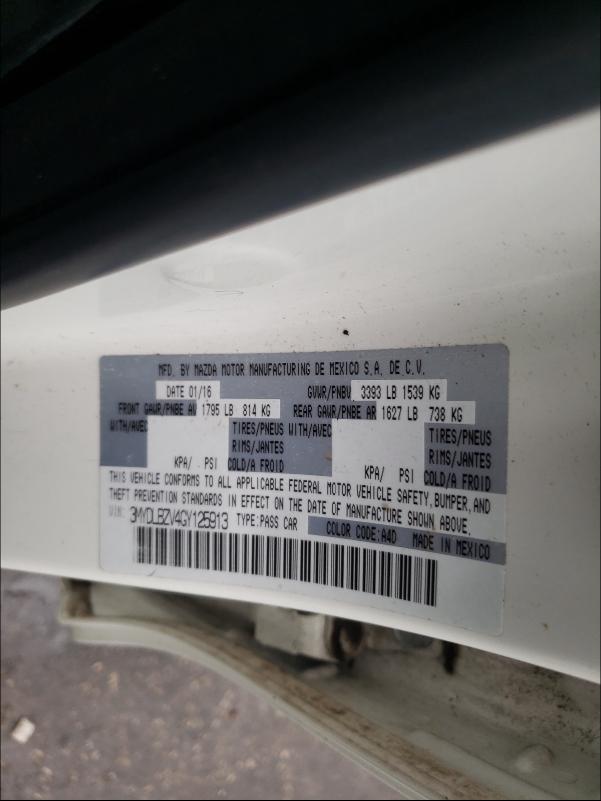 MFD. BY MAZDA MOTOR MANUFACTURING DE MEXICO S.A. DE C.V.
DATE 01/16 GVWR/PNBV 3393 LB 1539 KG
FRONT GAWR/PNBE AV 1795 LB 814 KG REAR GAWR/PNBE AR 1627 LB 738 KG
WITH/AVEC TIRES/PNEUS WITH/AVEC TIRES/PNEUS
RIMS/JANTES RIMS/JANTES
KPA/ PSI COLD/A FROID KPA/ PSI COLD/A FROID
THIS VEHICLE CONFORMS TO ALL APPLICABLE FEDERAL MOTOR VEHICLE SAFETY, BUMPER, AND
THEFT PREVENTION STANDARDS IN EFFECT ON THE DATE OF MANUFACTURE SHOWN ABOVE.
VIN: 3MYDLBZV4GY125913 TYPE:PASS CAR COLOR CODE:A4D MADE IN MEXICO